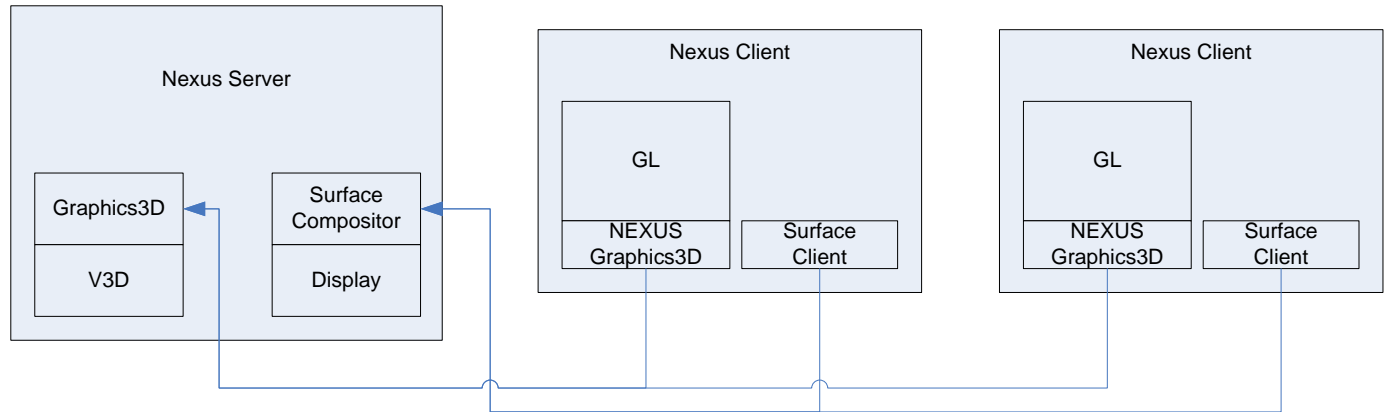 Nexus Server
Graphics3D
V3D
Surface
Compositor
Display
Nexus Client
GL
NEXUS
Graphics3D
Surface
Client
Nexus Client
GL
NEXUS
Graphics3D
Surface
Client